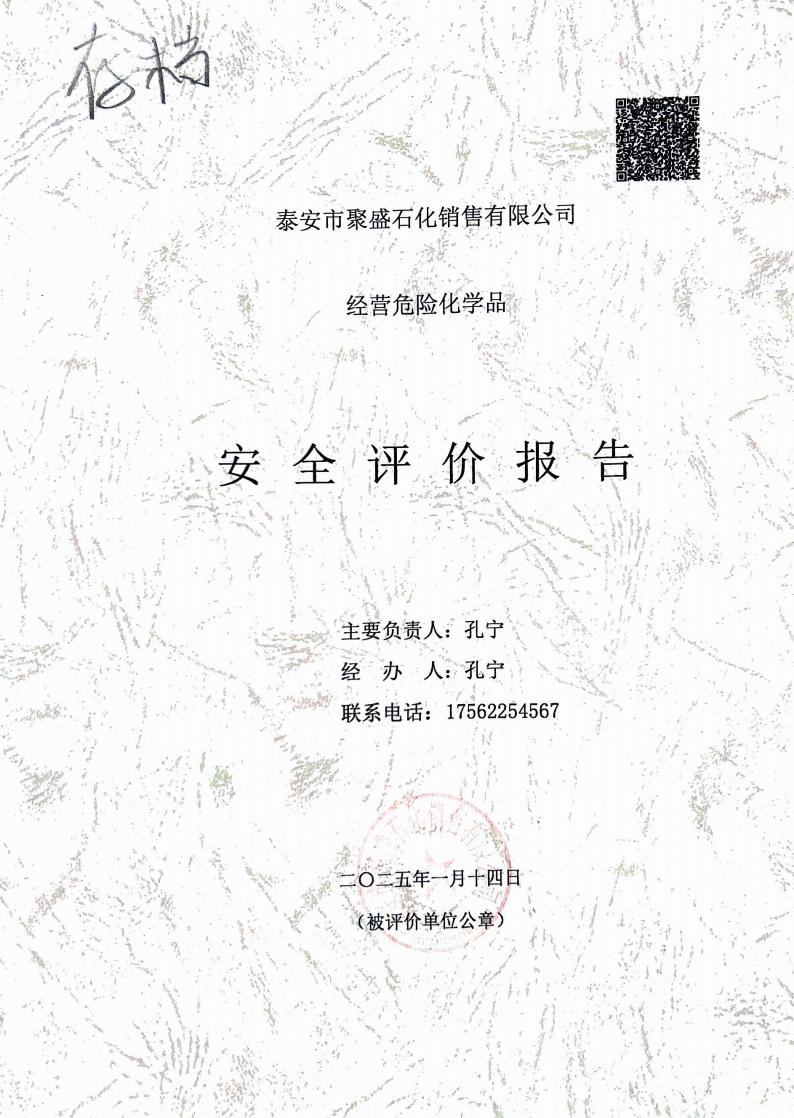 存档
泰安市聚盛石化销售有限公司
经营危险化学品
安全评价报告
主要负责人：孔宁
经 办 人：孔宁
联系电话：17562254567
二〇二五年一月十四日
（被评价单位公章）